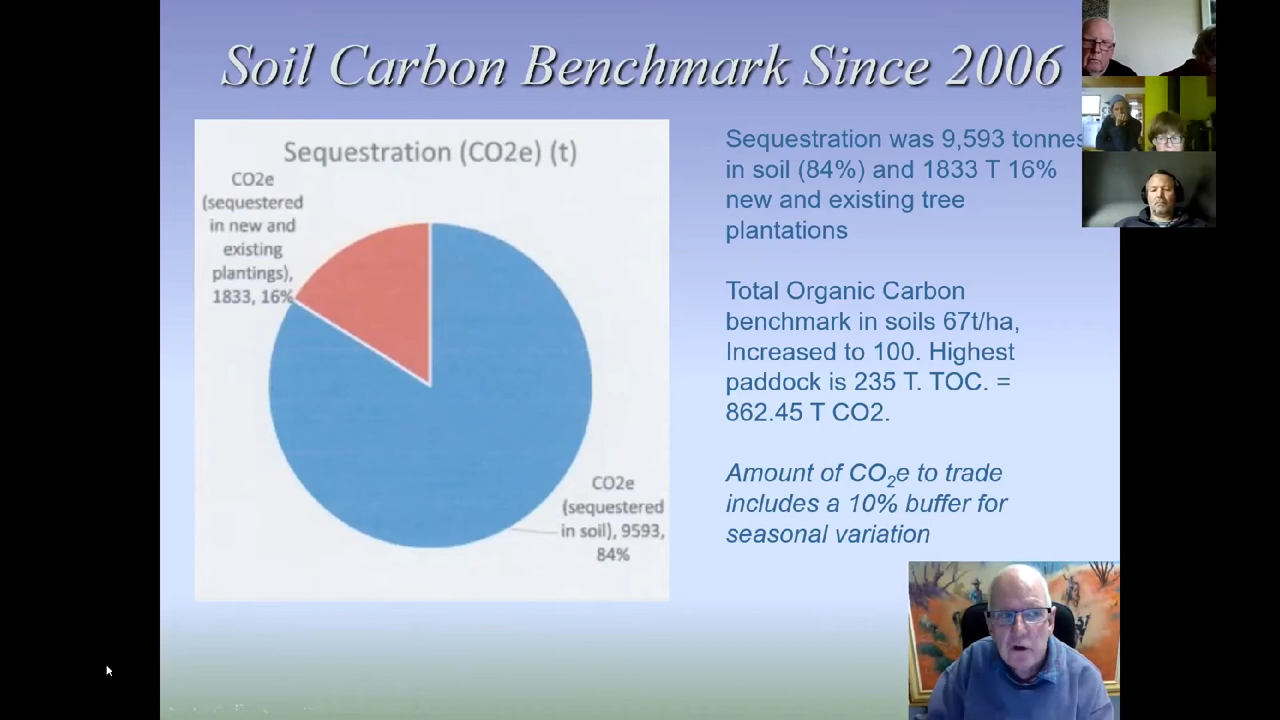 Soil Carbon Benchmark Since 2006
Sequestration (CO2e) (t)
CO2e
(sequestered
in new and
existing
plantings),
1833, 16%
CO2e
(sequestered
in soil), 9593,
84%
Sequestration was 9,593 tonnes
in soil (84%) and 1833 T 16%
new and existing tree
plantations
Total Organic Carbon
benchmark in soils 67t/ha,
Increased to 100. Highest
paddock is 235 T. TOC. =
862.45 T CO2.
Amount of CO₂e to trade
includes a 10% buffer for
seasonal variation